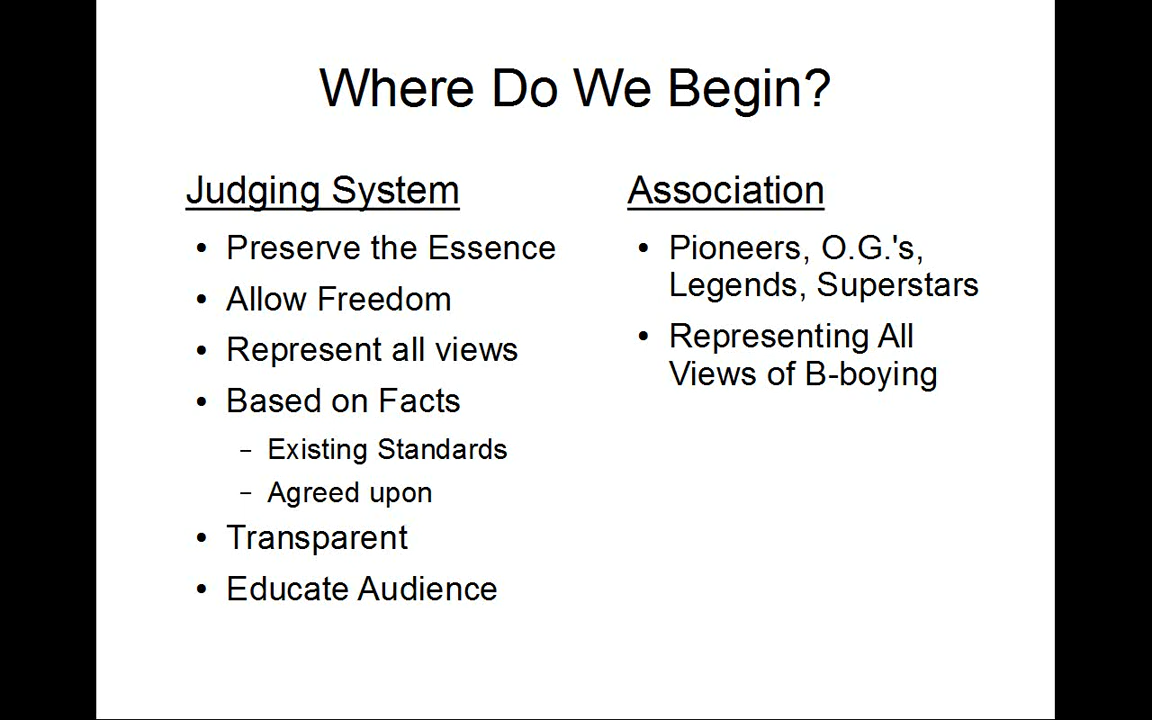 Where Do We Begin?
Judging System
• Preserve the Essence
• Allow Freedom
• Represent all views
• Based on Facts
– Existing Standards
– Agreed upon
• Transparent
• Educate Audience
Association
• Pioneers, O.G.'s,
Legends, Superstars
• Representing All
Views of B-boying